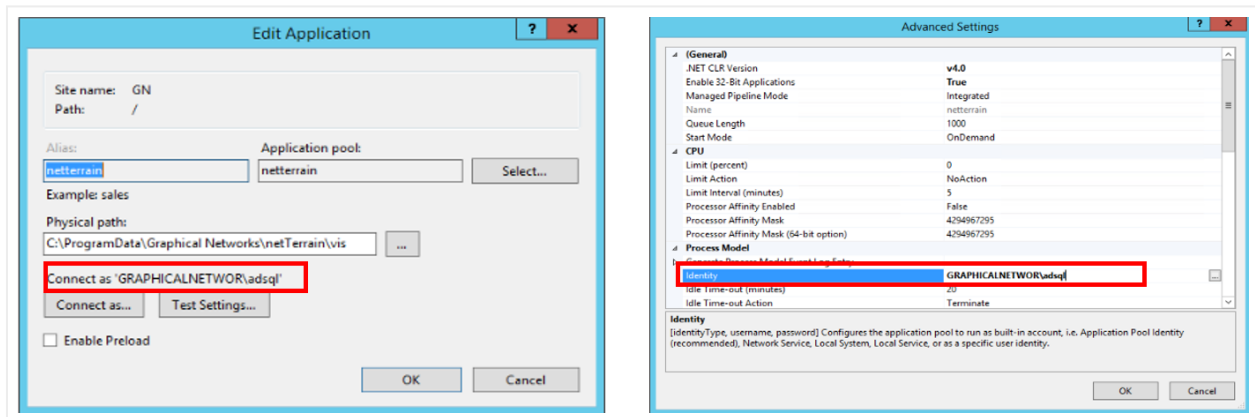 Edit Application
? x
Site name: GN
Path: /
Alias:
Application pool:
netterrain
netterrain
Select...
Example: sales
Physical path:
C:\ProgramData\Graphical Networks\netTerrain\vis
...
Connect as 'GRAPHICALNETWOR\adsql'
Connect as...
Test Settings...
Enable Preload
OK
Cancel
Advanced Settings
? x
(General)
.NET CLR Version v4.0
Enable 32-Bit Applications True
Managed Pipeline Mode Integrated
Name netterrain
Queue Length 1000
Start Mode OnDemand
CPU
Limit (percent) 0
Limit Action NoAction
Limit Interval (minutes) 5
Processor Affinity Enabled False
Processor Affinity Mask 4294967295
Processor Affinity Mask (64-bit option) 4294967295
Process Model
Generate Process Model Event Log Entry
Identity GRAPHICALNETWOR\adsql
...
Idle Time-out (minutes) 20
Idle Time-out Action Terminate
Identity
[identityType, username, password] Configures the application pool to run as built-in account, i.e. Application Pool Identity
(recommended), Network Service, Local System, Local Service, or as a specific user identity.
OK
Cancel